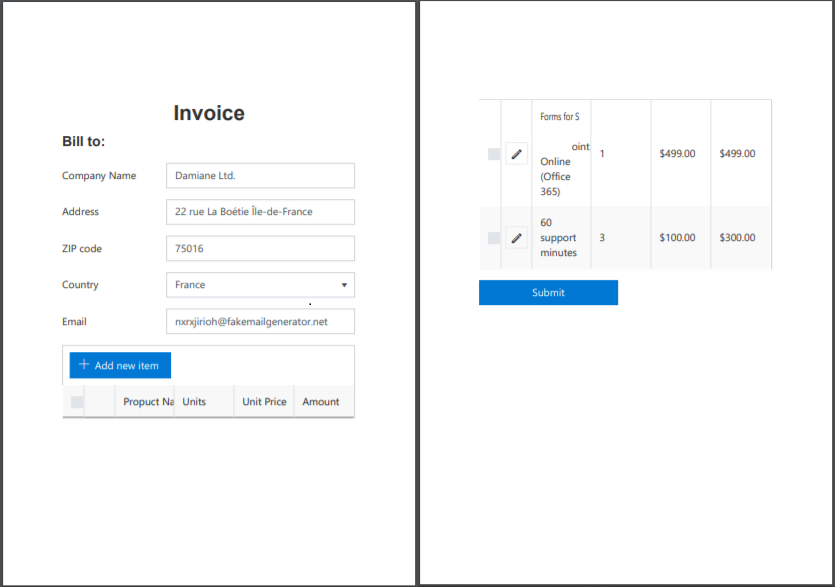 Invoice
Bill to:
Company Name Damiane Ltd.
Address 22 rue La Boétie Île-de-France
ZIP code 75016
Country France
Email nxrxjirioh@fakemailgenerator.net
+ Add new item
Propuct Na Units Unit Price Amount
Forms for S
oint
Online
(Office
365)
1 $499.00 $499.00
60
support
minutes
3 $100.00 $300.00
Submit